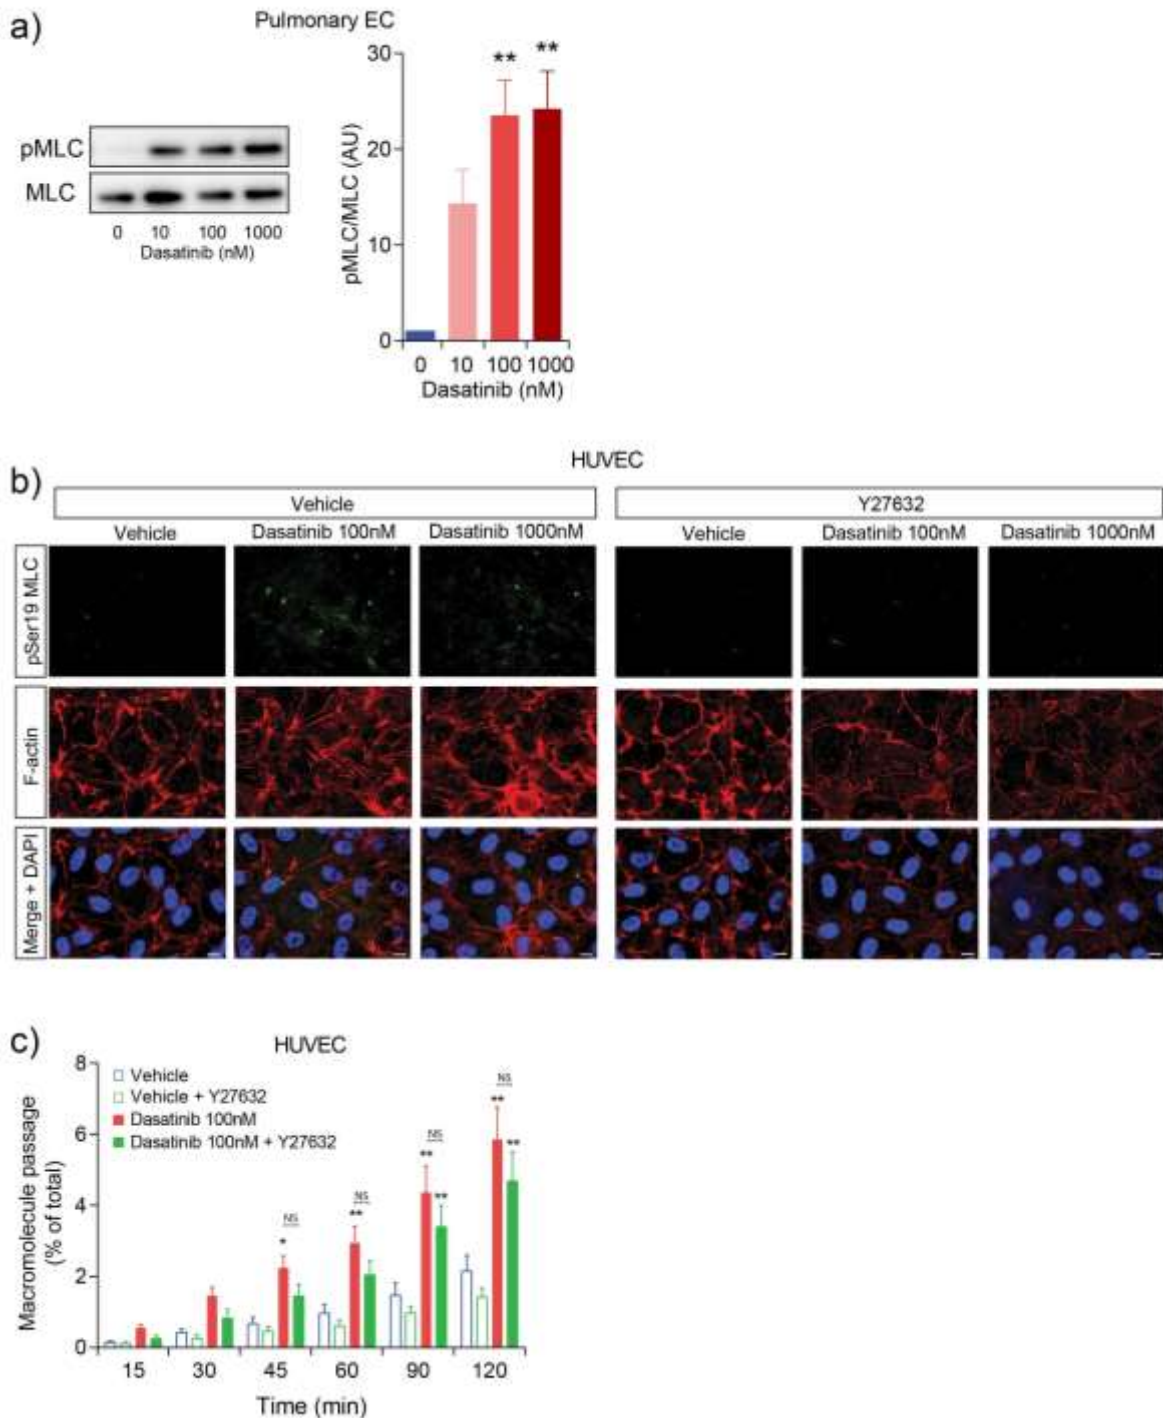 a)
Pulmonary EC
pMLC
MLC
0 10 100 1000
Dasatinib (nM)
pMLC/MLC (AU)
30
20
10
0
** **
0 10 100 1000
Dasatinib (nM)
b)
HUVEC
Vehicle Y27632
Vehicle Dasatinib 100nM Dasatinib 1000nM Vehicle Dasatinib 100nM Dasatinib 1000nM
pSer19 MLC
F-actin
Merge + DAPI
c)
HUVEC
Macromolecule passage
(% of total)
8
6
4
2
0
Vehicle
Vehicle + Y27632
Dasatinib 100nM
Dasatinib 100nM + Y27632
NS
*
NS
**
NS
** **
NS
** **
15 30 45 60 90 120
Time (min)